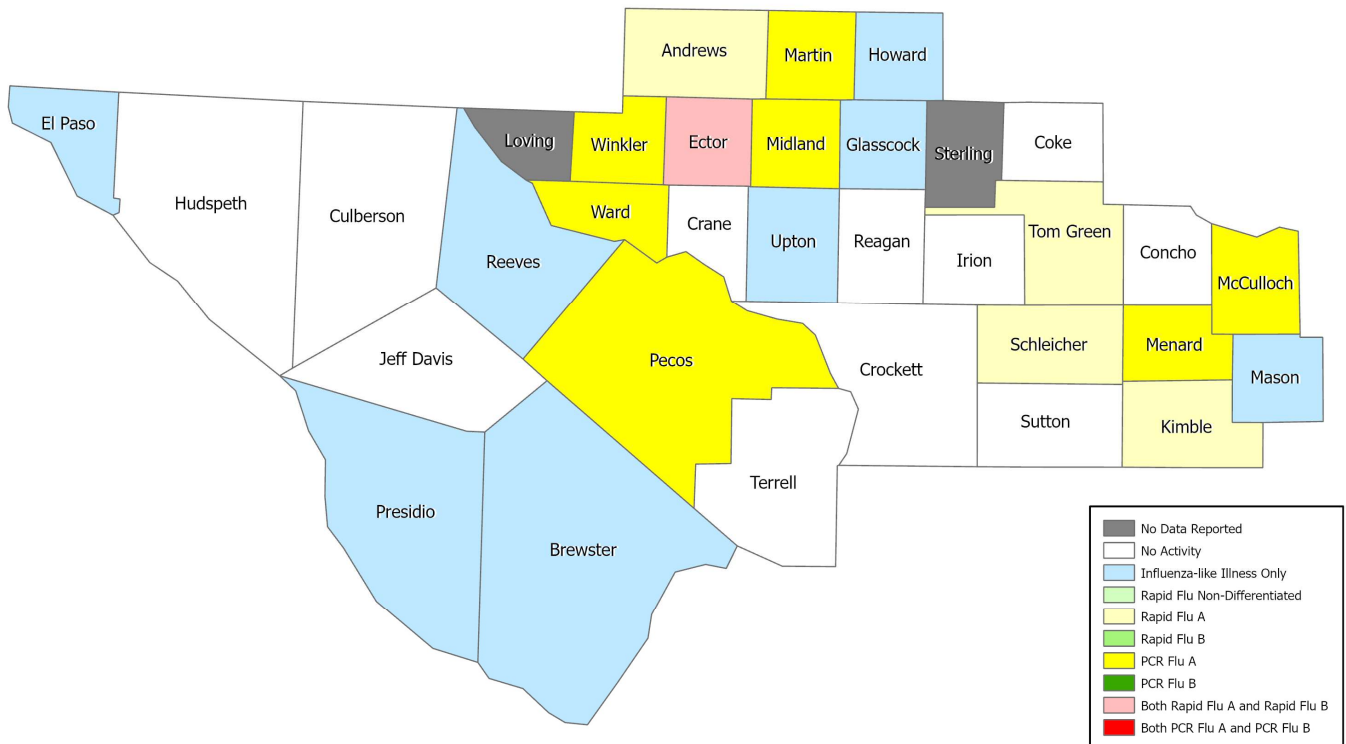 Andrews
Martin
Howard
El Paso
Loving
Winkler
Ector
Midland
Glasscock
Sterling
Coke
Hudspeth
Culberson
Ward
Crane
Upton
Reagan
Irion
Tom Green
Concho
McCulloch
Reeves
Jeff Davis
Pecos
Crockett
Schleicher
Menard
Mason
Sutton
Kimble
Terrell
Presidio
Brewster
No Data Reported
No Activity
Influenza-like Illness Only
Rapid Flu Non-Differentiated
Rapid Flu A
Rapid Flu B
PCR Flu A
PCR Flu B
Both Rapid Flu A and Rapid Flu B
Both PCR Flu A and PCR Flu B